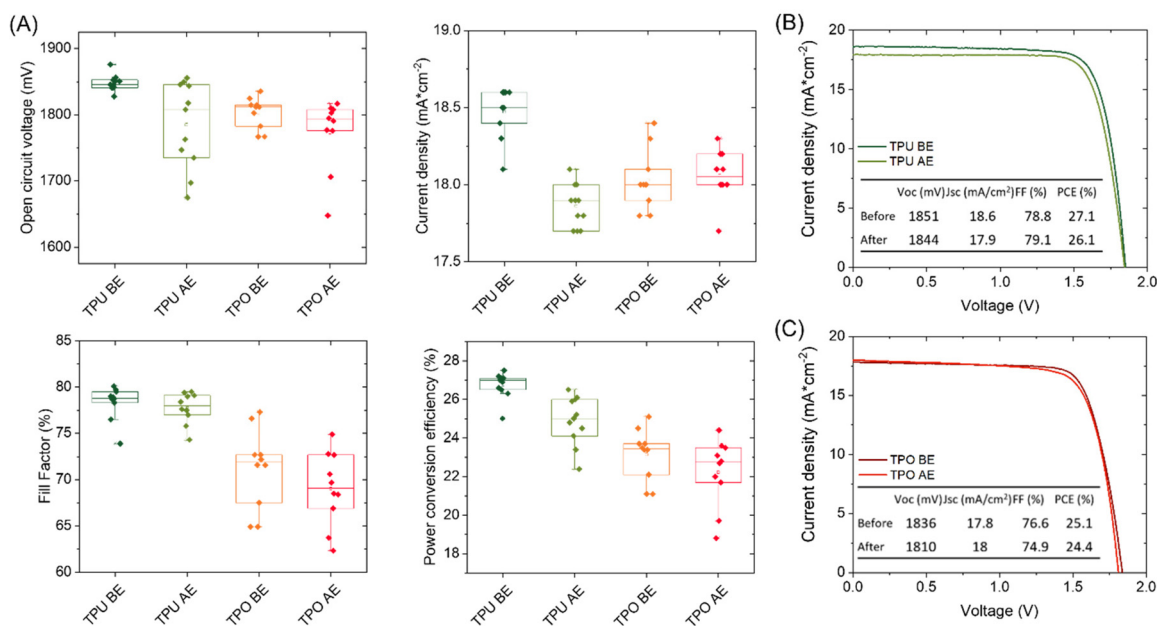 (A)
Open circuit voltage (mV)
1900
1800
1700
1600
TPU BE
TPU AE
TPO BE
TPO AE
Current density (mA*cm⁻²)
19.0
18.5
18.0
17.5
TPU BE
TPU AE
TPO BE
TPO AE
(B)
Current density (mA*cm⁻²)
20
15
10
5
0
TPU BE
TPU AE
Voc (mV) Jsc (mA/cm²) FF (%) PCE (%)
Before 1851 18.6 78.8 27.1
After 1844 17.9 79.1 26.1
0.0 0.5 1.0 1.5 2.0
Voltage (V)
Fill Factor (%)
85
80
75
70
65
60
TPU BE
TPU AE
TPO BE
TPO AE
Power conversion efficiency (%)
28
26
24
22
20
18
TPU BE
TPU AE
TPO BE
TPO AE
(C)
Current density (mA*cm⁻²)
20
15
10
5
0
TPO BE
TPO AE
Voc (mV) Jsc (mA/cm²) FF (%) PCE (%)
Before 1836 17.8 76.6 25.1
After 1810 18 74.9 24.4
0.0 0.5 1.0 1.5 2.0
Voltage (V)